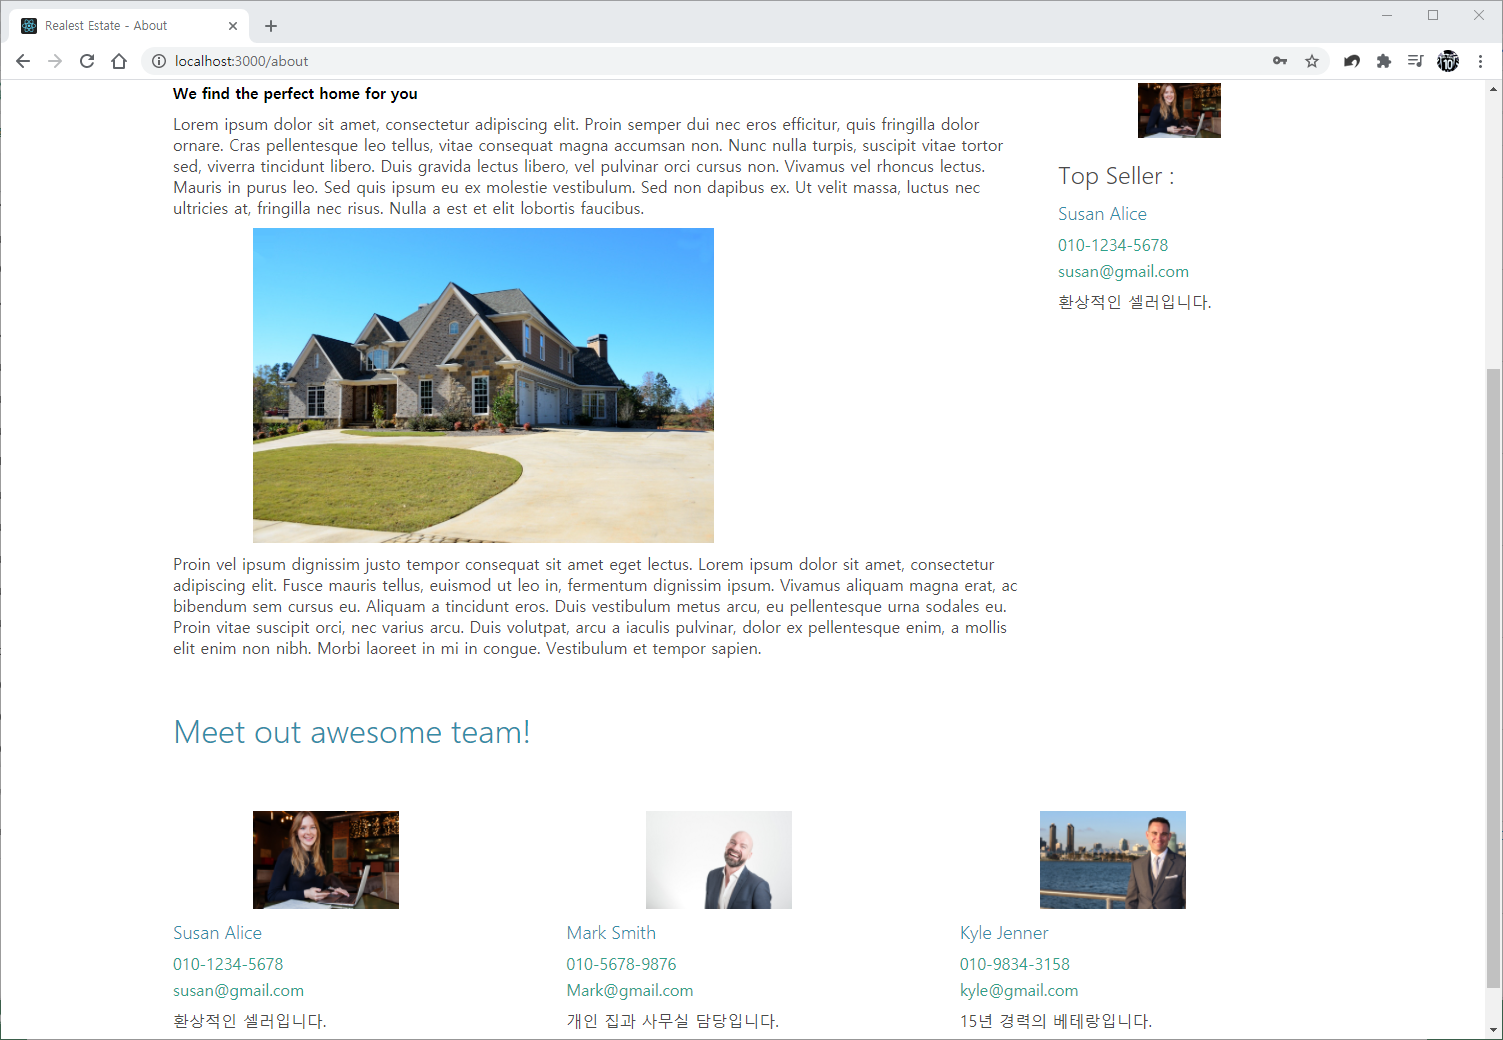 Realest Estate - About
localhost:3000/about
10
We find the perfect home for you
Lorem ipsum dolor sit amet, consectetur adipiscing elit. Proin semper dui nec eros efficitur, quis fringilla dolor
ornare. Cras pellentesque leo tellus, vitae consequat magna accumsan non. Nunc nulla turpis, suscipit vitae tortor
sed, viverra tincidunt libero. Duis gravida lectus libero, vel pulvinar orci cursus non. Vivamus vel rhoncus lectus.
Mauris in purus leo. Sed quis ipsum eu ex molestie vestibulum. Sed non dapibus ex. Ut velit massa, luctus nec
ultricies at, fringilla nec risus. Nulla a est et elit lobortis faucibus.
Proin vel ipsum dignissim justo tempor consequat sit amet eget lectus. Lorem ipsum dolor sit amet, consectetur
adipiscing elit. Fusce mauris tellus, euismod ut leo in, fermentum dignissim ipsum. Vivamus aliquam magna erat, ac
bibendum sem cursus eu. Aliquam a tincidunt eros. Duis vestibulum metus arcu, eu pellentesque urna sodales eu.
Proin vitae suscipit orci, nec varius arcu. Duis volutpat, arcu a iaculis pulvinar, dolor ex pellentesque enim, a mollis
elit enim non nibh. Morbi laoreet in mi in congue. Vestibulum et tempor sapien.
Top Seller :
Susan Alice
010-1234-5678
susan@gmail.com
환상적인 셀러입니다.
Meet out awesome team!
Susan Alice
010-1234-5678
susan@gmail.com
환상적인 셀러입니다.
Mark Smith
010-5678-9876
Mark@gmail.com
개인 집과 사무실 담당입니다.
Kyle Jenner
010-9834-3158
kyle@gmail.com
15년 경력의 베테랑입니다.